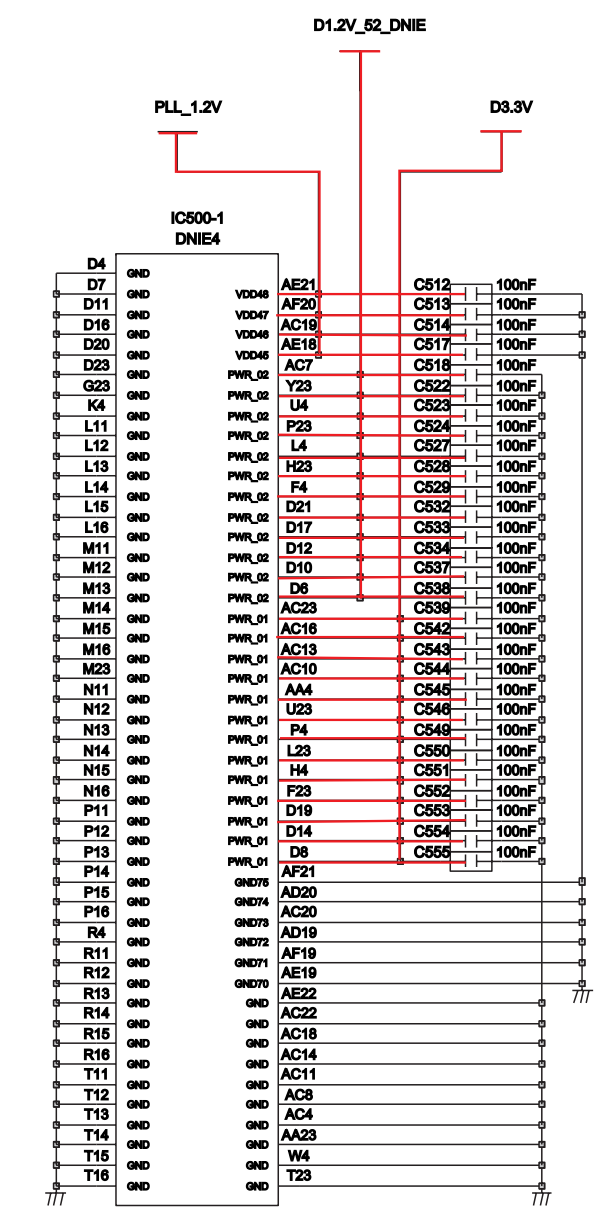 D1.2V_52_DNIE
PLL_1.2V D3.3V
IC500-1
DNIE4
D4 GND
D7 GND VDD48 AE21 C512 100nF
D11 GND VDD47 AF20 C513 100nF
D16 GND VDD46 AC19 C514 100nF
D20 GND VDD45 AE18 C517 100nF
D23 GND PWR_02 AC7 C518 100nF
G23 GND PWR_02 Y23 C522 100nF
K4 GND PWR_02 U4 C523 100nF
L11 GND PWR_02 P23 C524 100nF
L12 GND PWR_02 L4 C527 100nF
L13 GND PWR_02 H23 C528 100nF
L14 GND PWR_02 F4 C529 100nF
L15 GND PWR_02 D21 C532 100nF
L16 GND PWR_02 D17 C533 100nF
M11 GND PWR_02 D12 C534 100nF
M12 GND PWR_02 D10 C537 100nF
M13 GND PWR_02 D6 C538 100nF
M14 GND PWR_01 AC23 C539 100nF
M15 GND PWR_01 AC16 C542 100nF
M16 GND PWR_01 AC13 C543 100nF
M23 GND PWR_01 AC10 C544 100nF
N11 GND PWR_01 AA4 C545 100nF
N12 GND PWR_01 U23 C546 100nF
N13 GND PWR_01 P4 C549 100nF
N14 GND PWR_01 L23 C550 100nF
N15 GND PWR_01 H4 C551 100nF
N16 GND PWR_01 F23 C552 100nF
P11 GND PWR_01 D19 C553 100nF
P12 GND PWR_01 D14 C554 100nF
P13 GND PWR_01 D8 C555 100nF
P14 GND GND75 AF21
P15 GND GND74 AD20
P16 GND GND73 AC20
R4 GND GND72 AD19
R11 GND GND71 AF19
R12 GND GND70 AE19
R13 GND GND AE22
R14 GND GND AC22
R15 GND GND AC18
R16 GND GND AC14
T11 GND GND AC11
T12 GND GND AC8
T13 GND GND AC4
T14 GND GND AA23
T15 GND GND W4
T16 GND GND T23